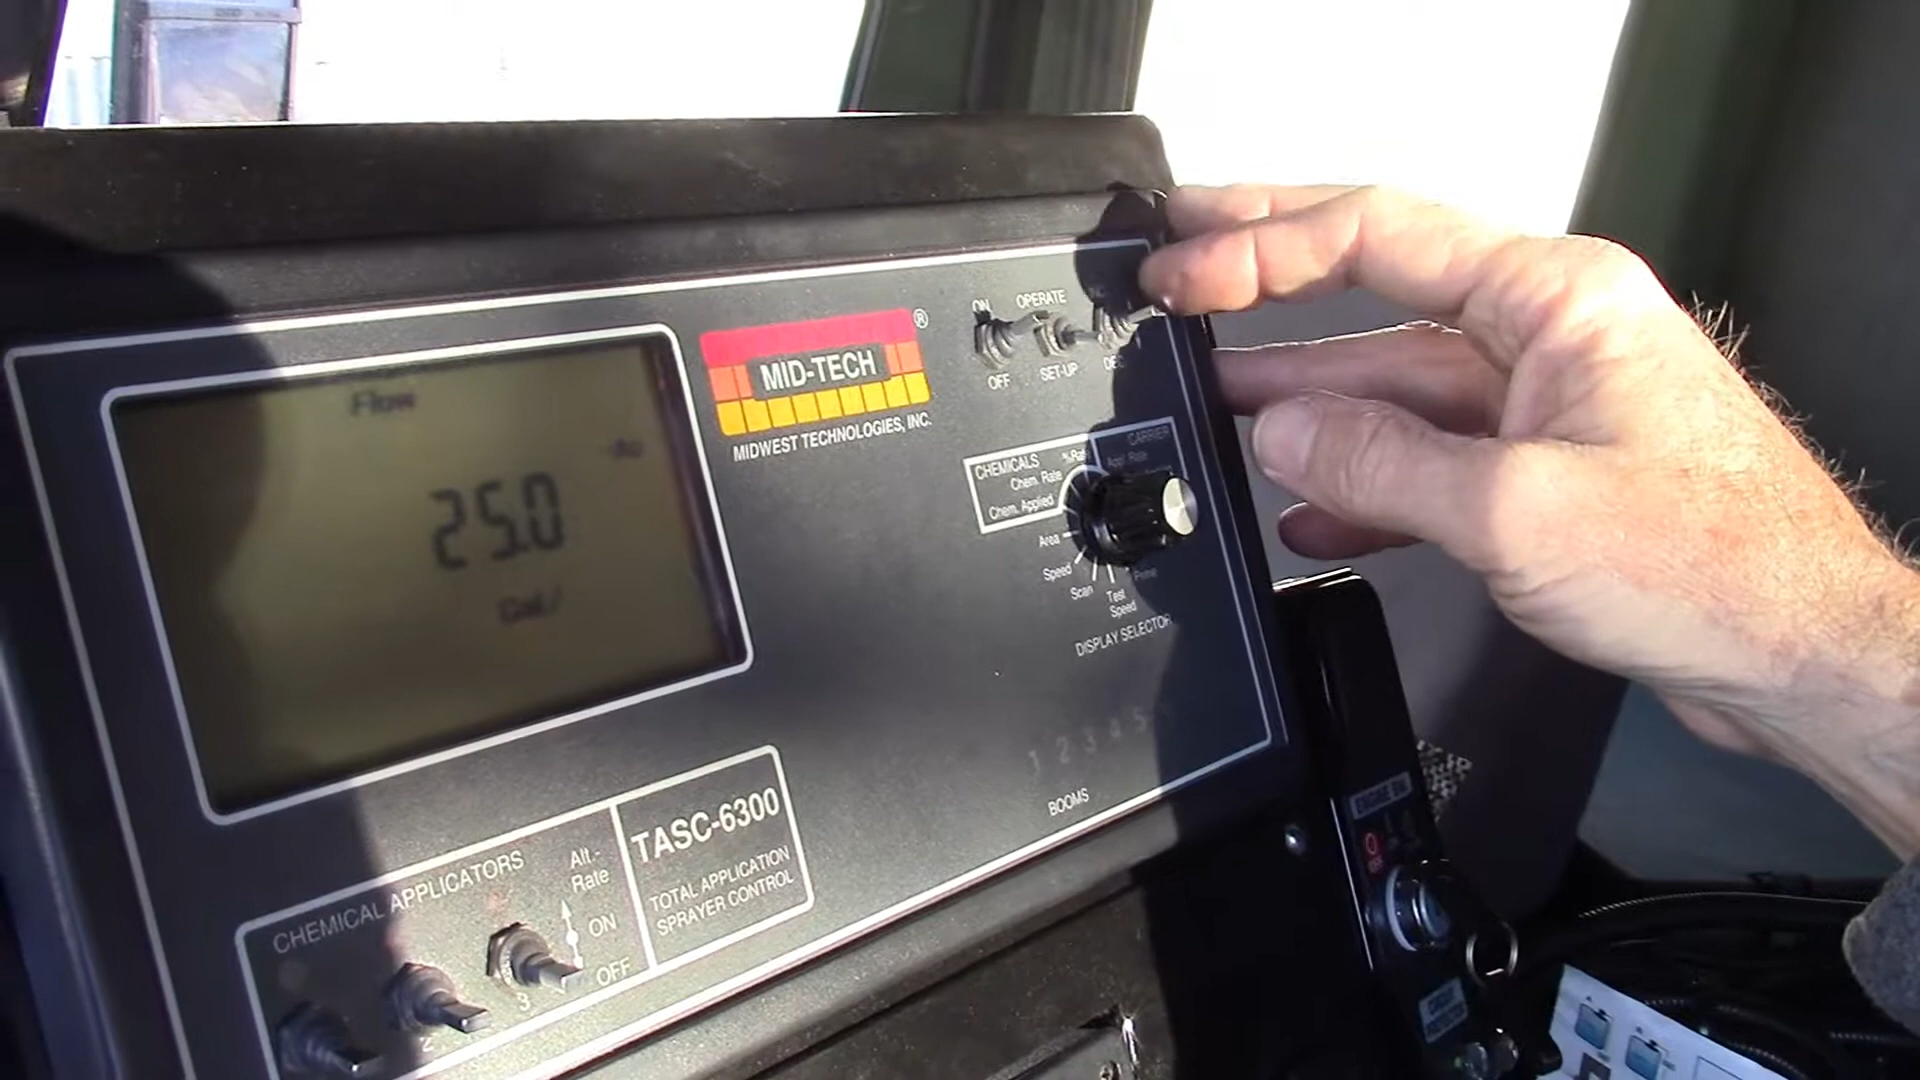 Flow
25.0
Gal./
MID-TECH
®
MIDWEST TECHNOLOGIES, INC.
ON
OFF
OPERATE
SET-UP
CHEMICALS
Chem. Rate
Chem. Applied
CARRIER
Appl. Rate
Area
Speed
Scan
Test
Speed
Prime
DISPLAY SELECTOR
1 2 3 4 5
BOOMS
CHEMICAL APPLICATORS
Alt.-
Rate
ON
OFF
2
3
TASC-6300
TOTAL APPLICATION
SPRAYER CONTROL